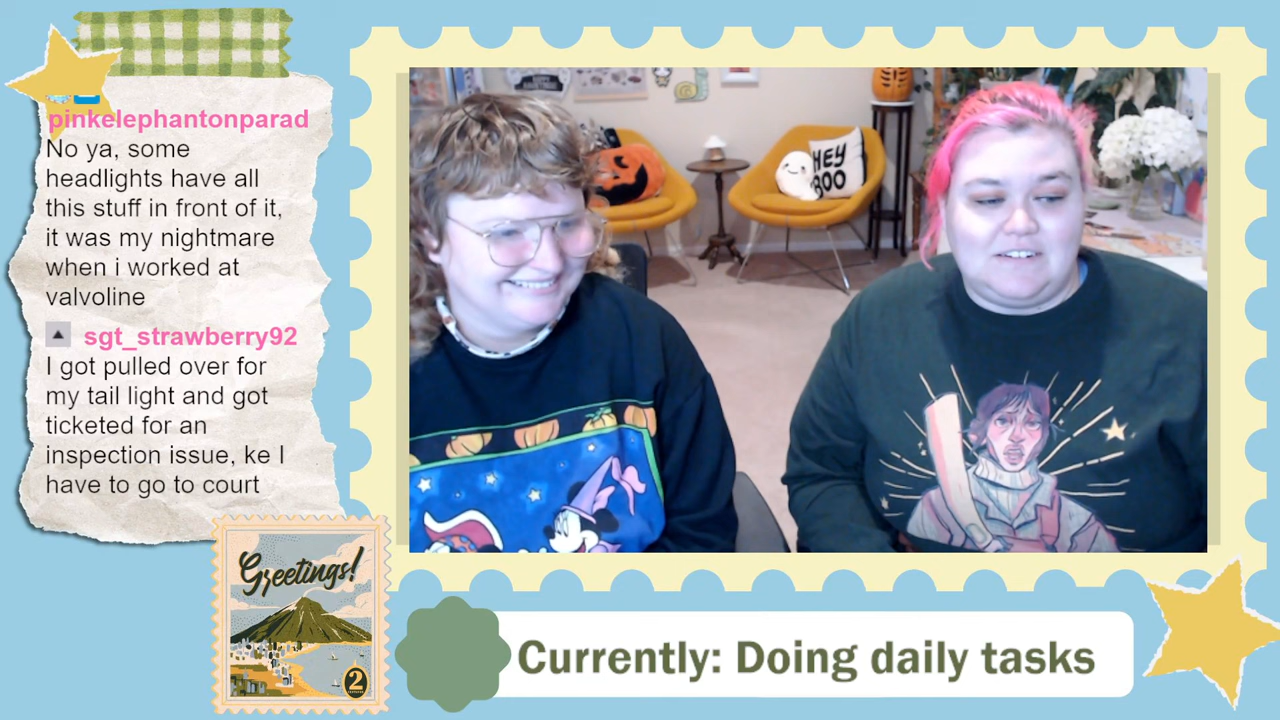 pinkelephantonparad
No ya, some
headlights have all
this stuff in front of it,
it was my nightmare
when i worked at
valvoline
sgt_strawberry92
I got pulled over for
my tail light and got
ticketed for an
inspection issue, ke I
have to go to court
HEY
BOO
Greetings!
2
Currently: Doing daily tasks